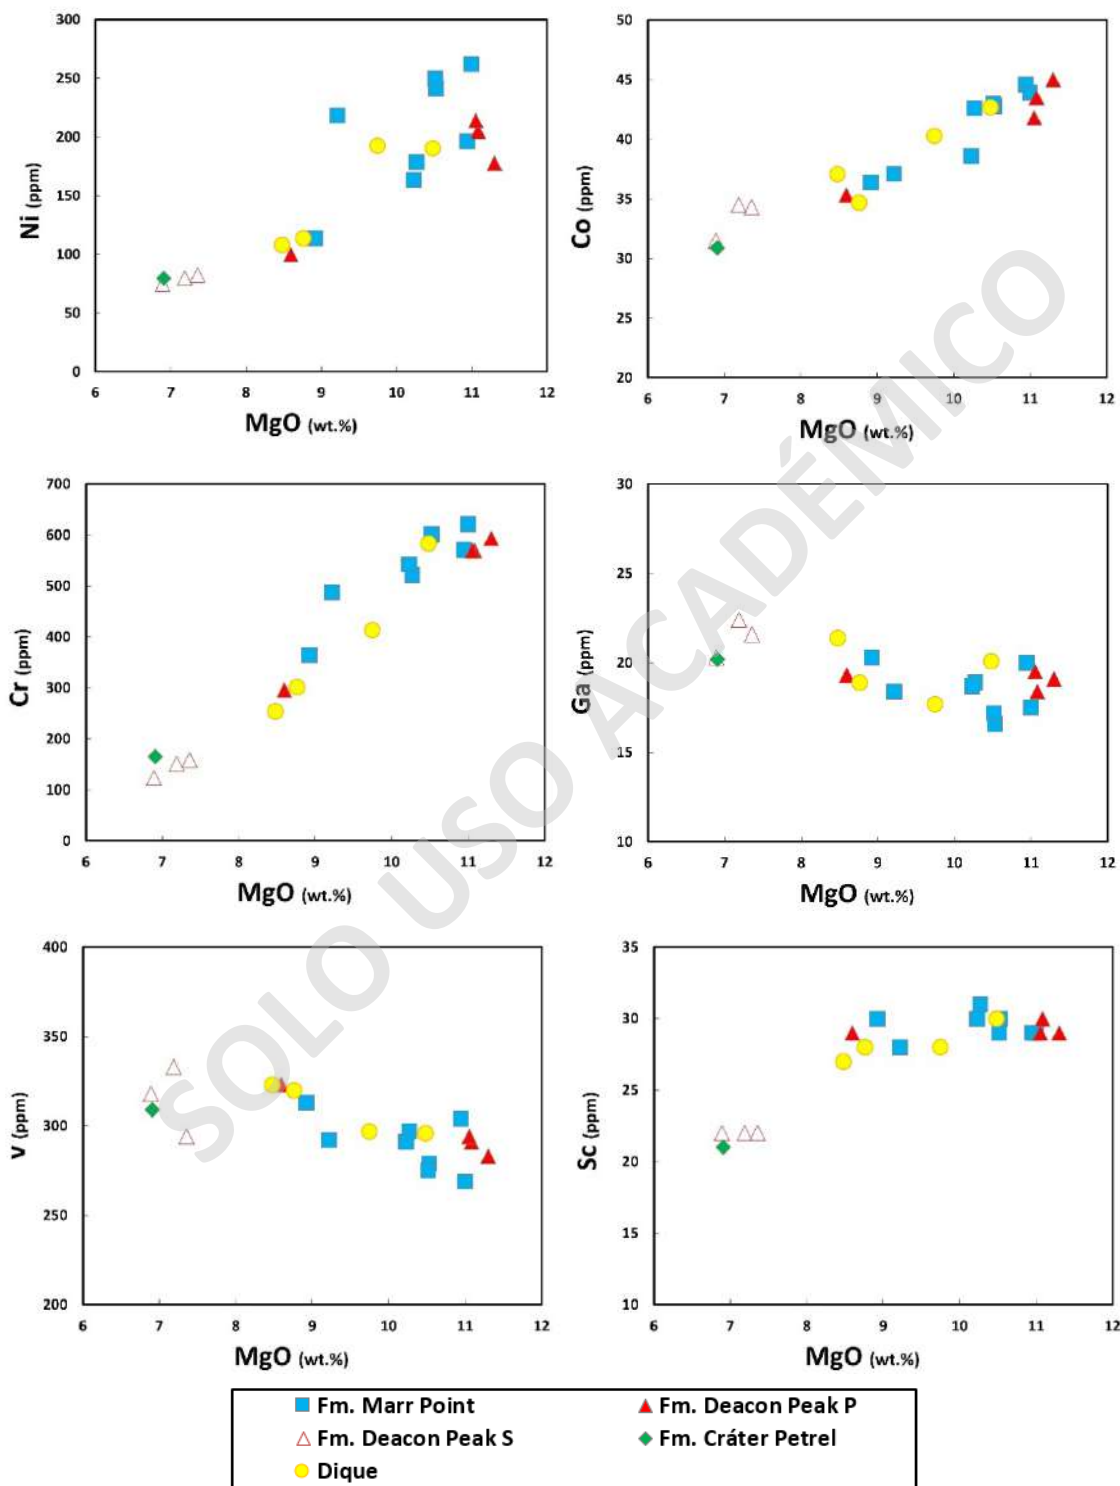 300
250
200
150
100
50
0
Ni (ppm)
6 7 8 9 10 11 12
MgO (wt.%)
50
45
40
35
30
25
20
Co (ppm)
6 7 8 9 10 11 12
MgO (wt.%)
700
600
500
400
300
200
100
0
Cr (ppm)
6 7 8 9 10 11 12
MgO (wt.%)
30
25
20
15
10
Ga (ppm)
6 7 8 9 10 11 12
MgO (wt.%)
400
350
300
250
200
V (ppm)
6 7 8 9 10 11 12
MgO (wt.%)
35
30
25
20
15
10
Sc (ppm)
6 7 8 9 10 11 12
MgO (wt.%)
Fm. Marr Point
Fm. Deacon Peak P
Fm. Deacon Peak S
Fm. Cráter Petrel
Dique
SOLO USO ACADÉMICO